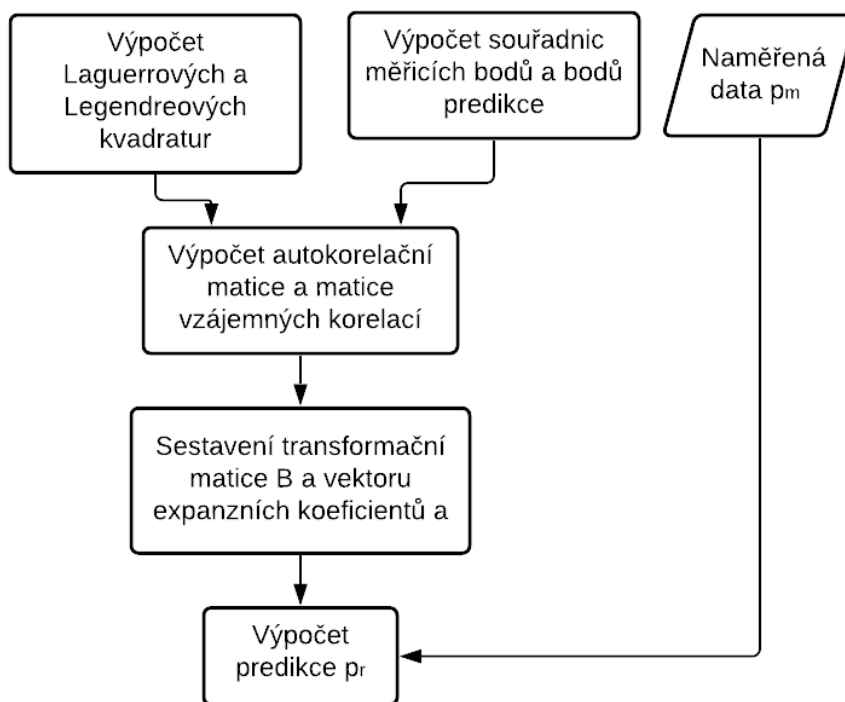 Výpočet
Laguerrových a
Legendreových
kvadratur
Výpočet souřadnic
měřicích bodů a bodů
predikce
Naměřená
data pm
Výpočet autokorelační
matice a matice
vzájemných korelací
Sestavení transformační
matice B a vektoru
expanzních koeficientů a
Výpočet
predikce pr